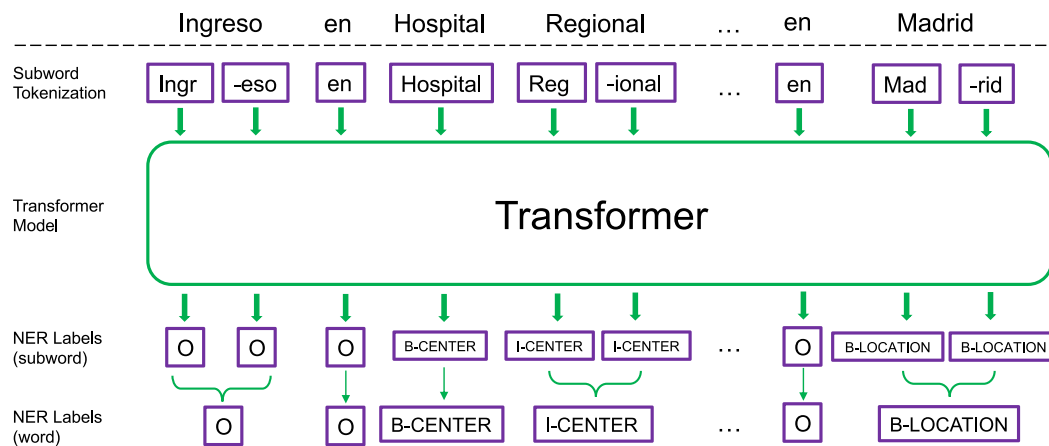 Ingreso en Hospital Regional … en Madrid
Subword
Tokenization
Ingr -eso en Hospital Reg -ional … en Mad -rid
Transformer
Model
Transformer
NER Labels
(subword)
O O O B-CENTER I-CENTER I-CENTER … O B-LOCATION B-LOCATION
NER Labels
(word)
O O B-CENTER I-CENTER … O B-LOCATION